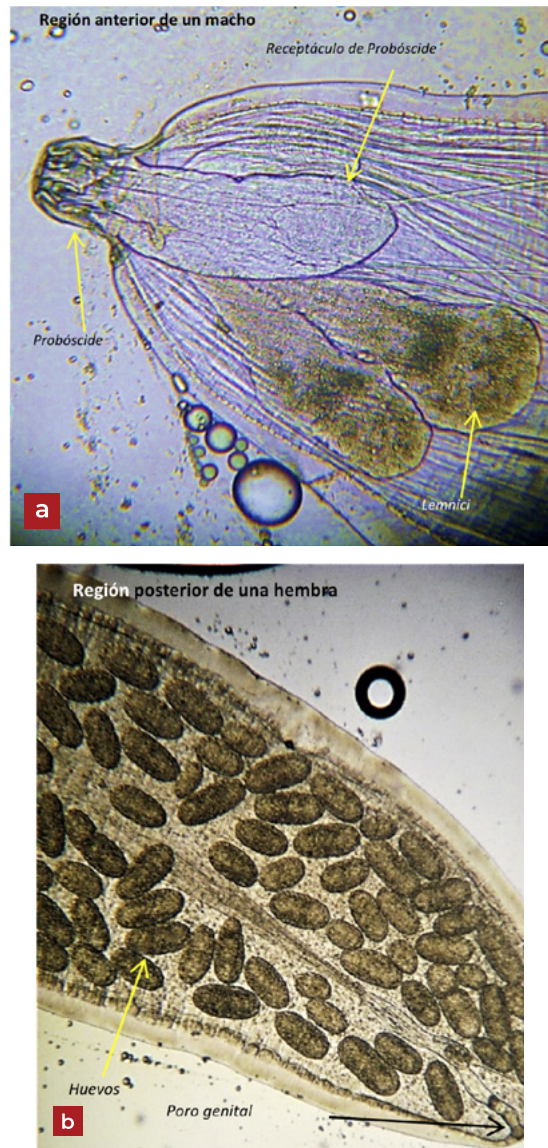 Región anterior de un macho
Receptáculo de Probóscide
Probóscide
Lemnici
a
Región posterior de una hembra
Huevos
Poro genital
b